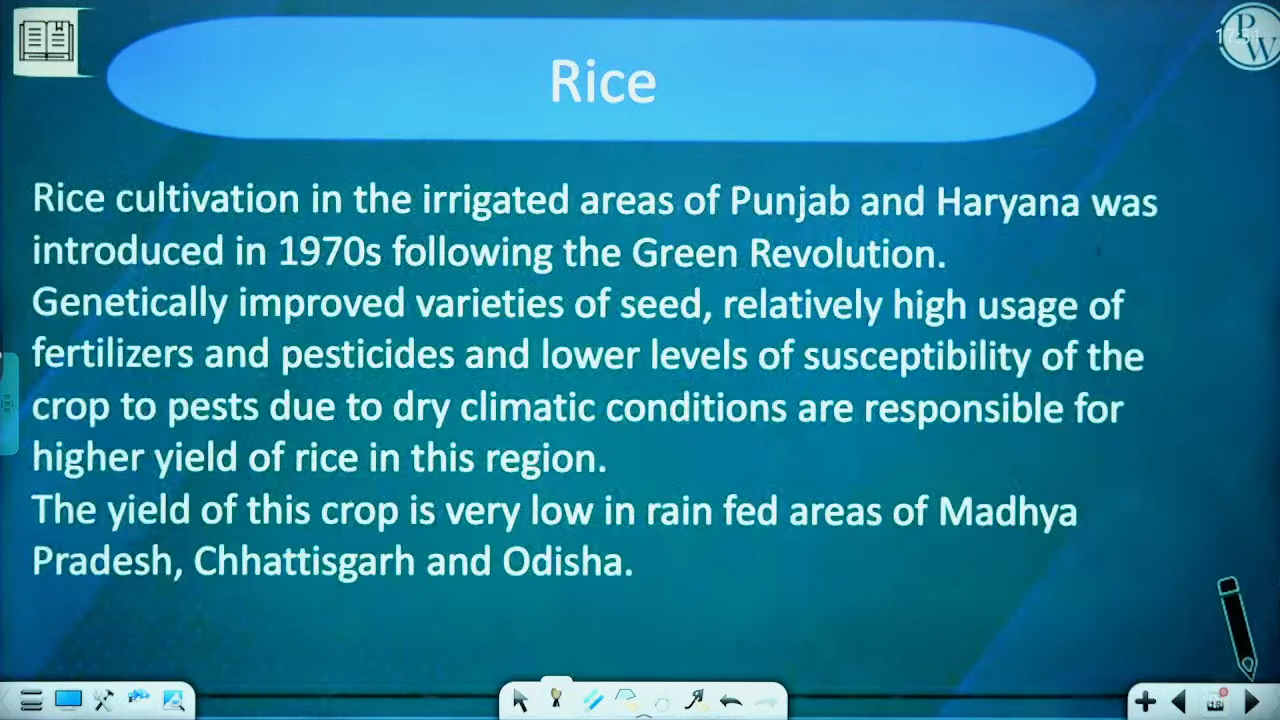 Rice
PW
Rice cultivation in the irrigated areas of Punjab and Haryana was
introduced in 1970s following the Green Revolution.
Genetically improved varieties of seed, relatively high usage of
fertilizers and pesticides and lower levels of susceptibility of the
crop to pests due to dry climatic conditions are responsible for
higher yield of rice in this region.
The yield of this crop is very low in rain fed areas of Madhya
Pradesh, Chhattisgarh and Odisha.